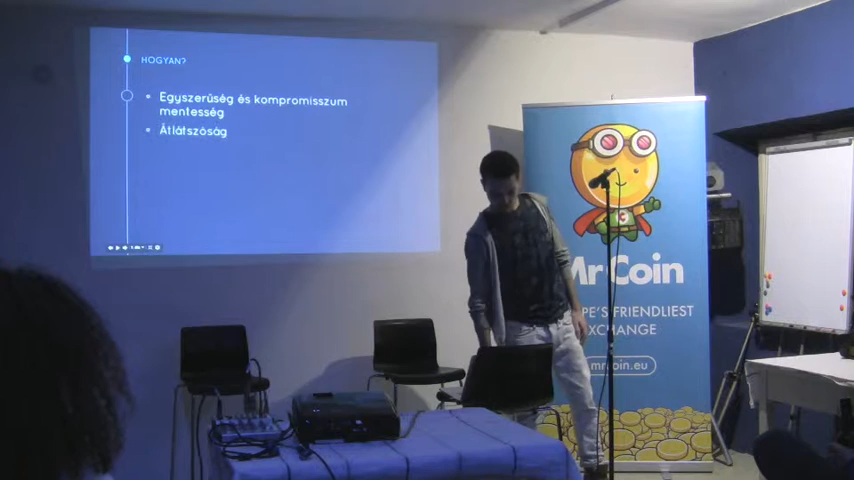 HOGYAN?
Egyszerűség és kompromisszum
mentesség
Átlátszóság
Mr Coin
PE'S FRIENDLIEST
XCHANGE
mrcoin.eu